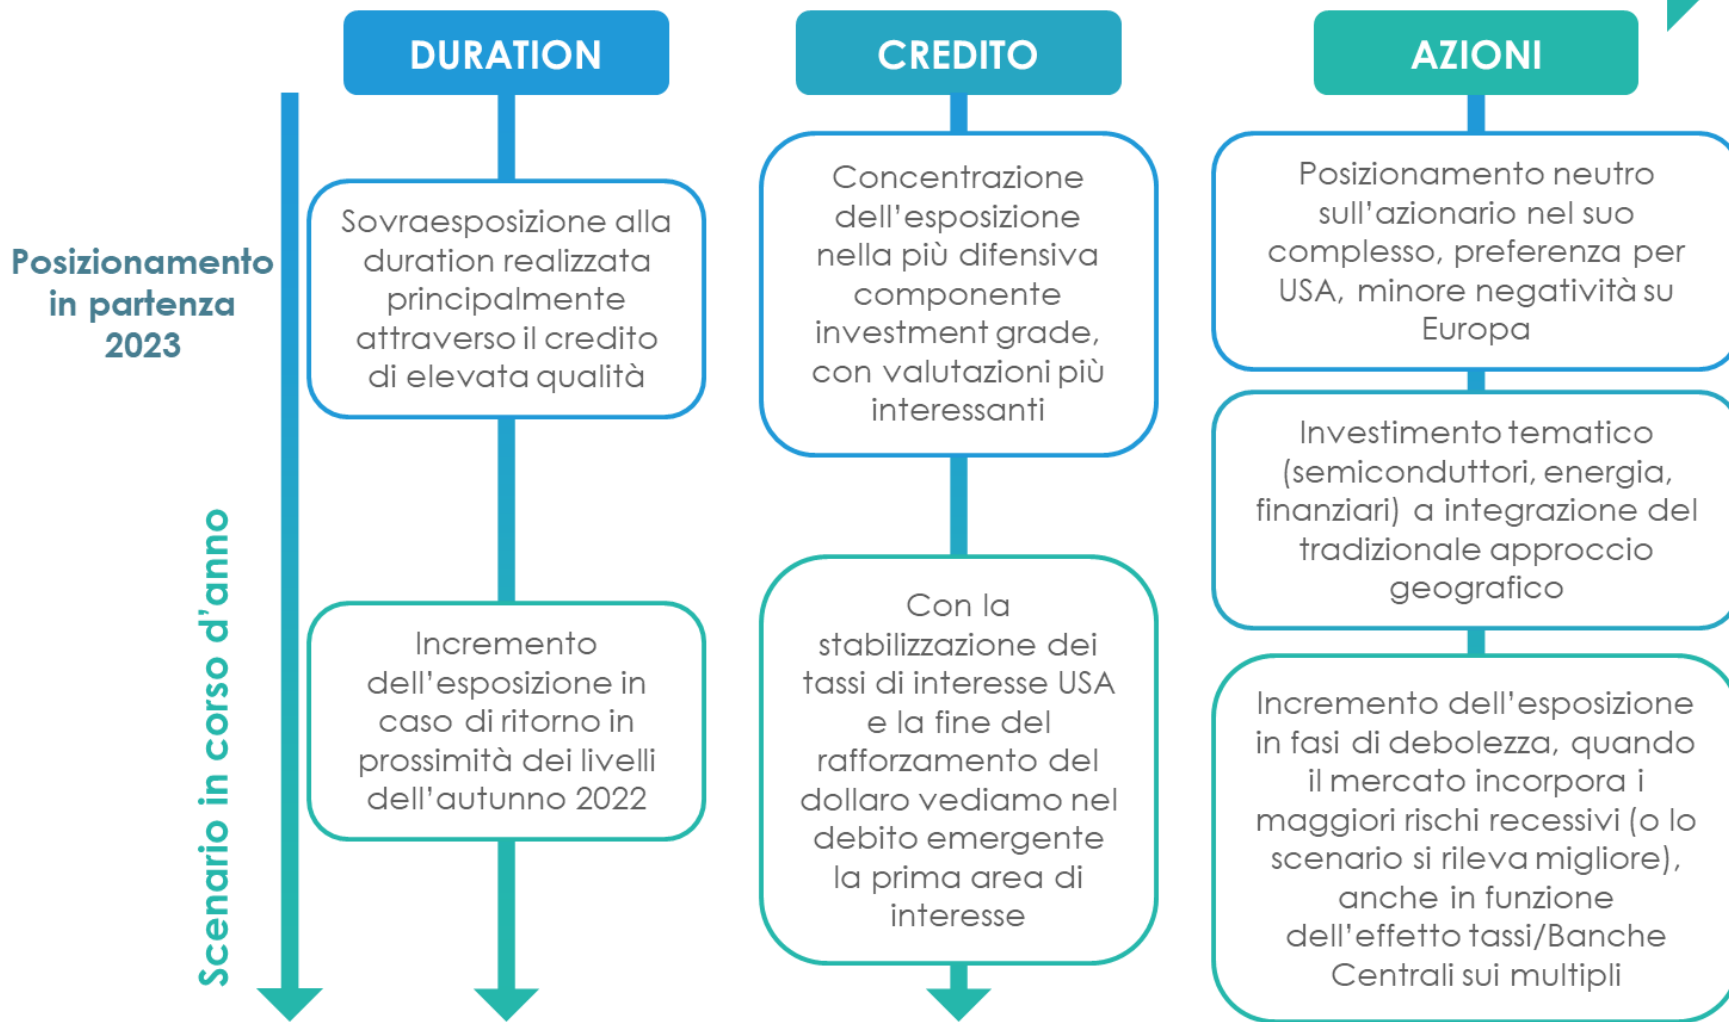 DURATION
CREDITO
AZIONI
Posizionamento
in partenza
2023
Scenario in corso d'anno
Sovraesposizione alla
duration realizzata
principalmente
attraverso il credito
di elevata qualità
Incremento
dell'esposizione in
caso di ritorno in
prossimità dei livelli
dell'autunno 2022
Concentrazione
dell'esposizione
nella più difensiva
componente
investment grade,
con valutazioni più
interessanti
Con la
stabilizzazione dei
tassi di interesse USA
e la fine del
rafforzamento del
dollaro vediamo nel
debito emergente
la prima area di
interesse
Posizionamento neutro
sull'azionario nel suo
complesso, preferenza per
USA, minore negatività su
Europa
Investimento tematico
(semiconduttori, energia,
finanziari) a integrazione del
tradizionale approccio
geografico
Incremento dell'esposizione
in fasi di debolezza, quando
il mercato incorpora i
maggiori rischi recessivi (o lo
scenario si rileva migliore),
anche in funzione
dell'effetto tassi/Banche
Centrali sui multipli